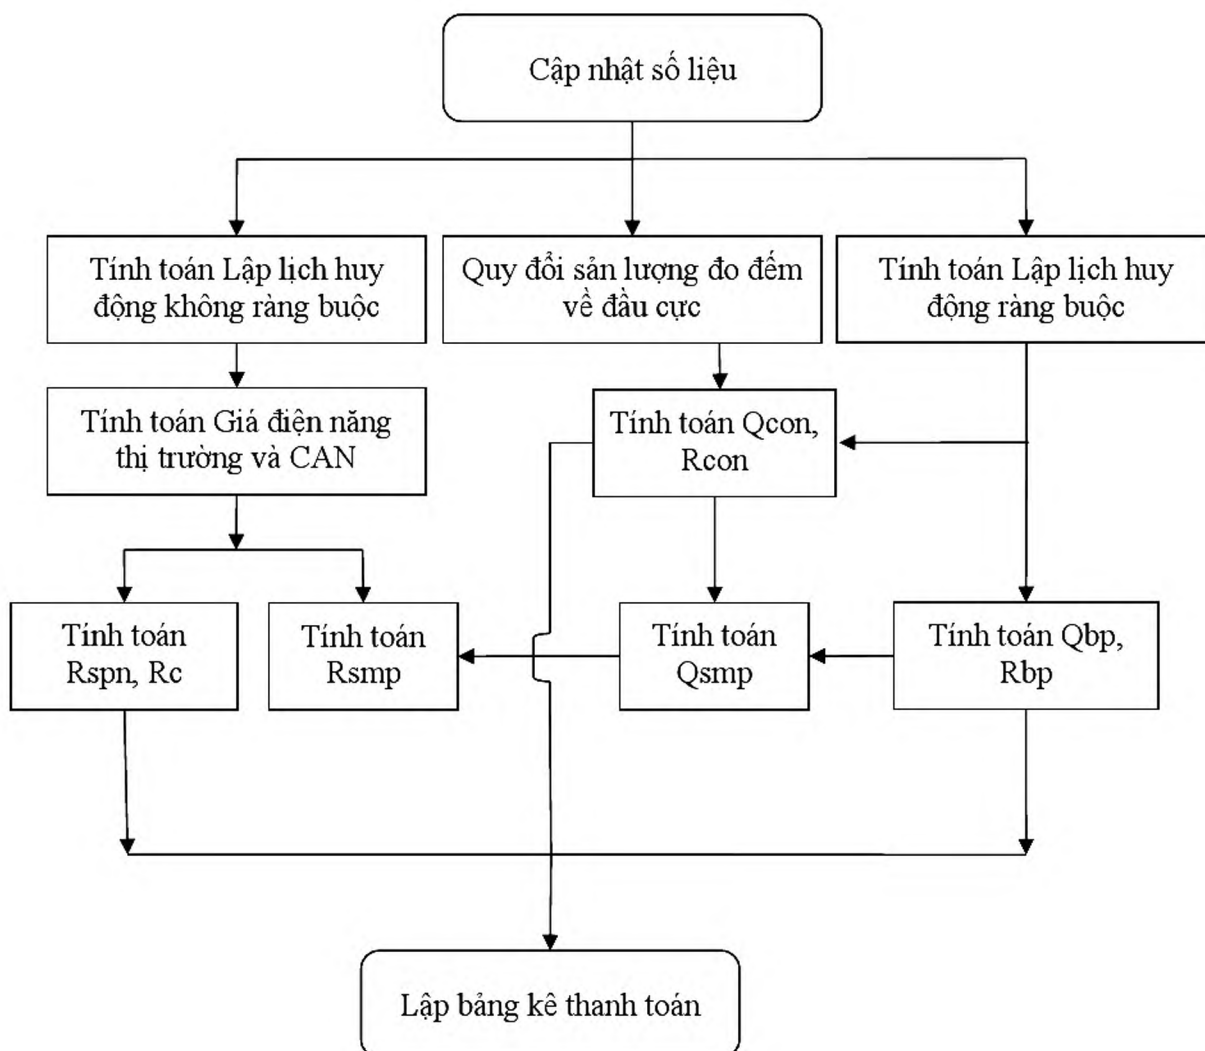 Cập nhật số liệu
Tính toán Lập lịch huy
động không ràng buộc
Quy đổi sản lượng đo đếm
về đầu cực
Tính toán Lập lịch huy
động ràng buộc
Tính toán Giá điện năng
thị trường và CAN
Tính toán Qcon,
Rcon
Tính toán
Rspn, Rc
Tính toán
Rsmp
Tính toán
Qsmp
Tính toán Qbp,
Rbp
Lập bảng kê thanh toán